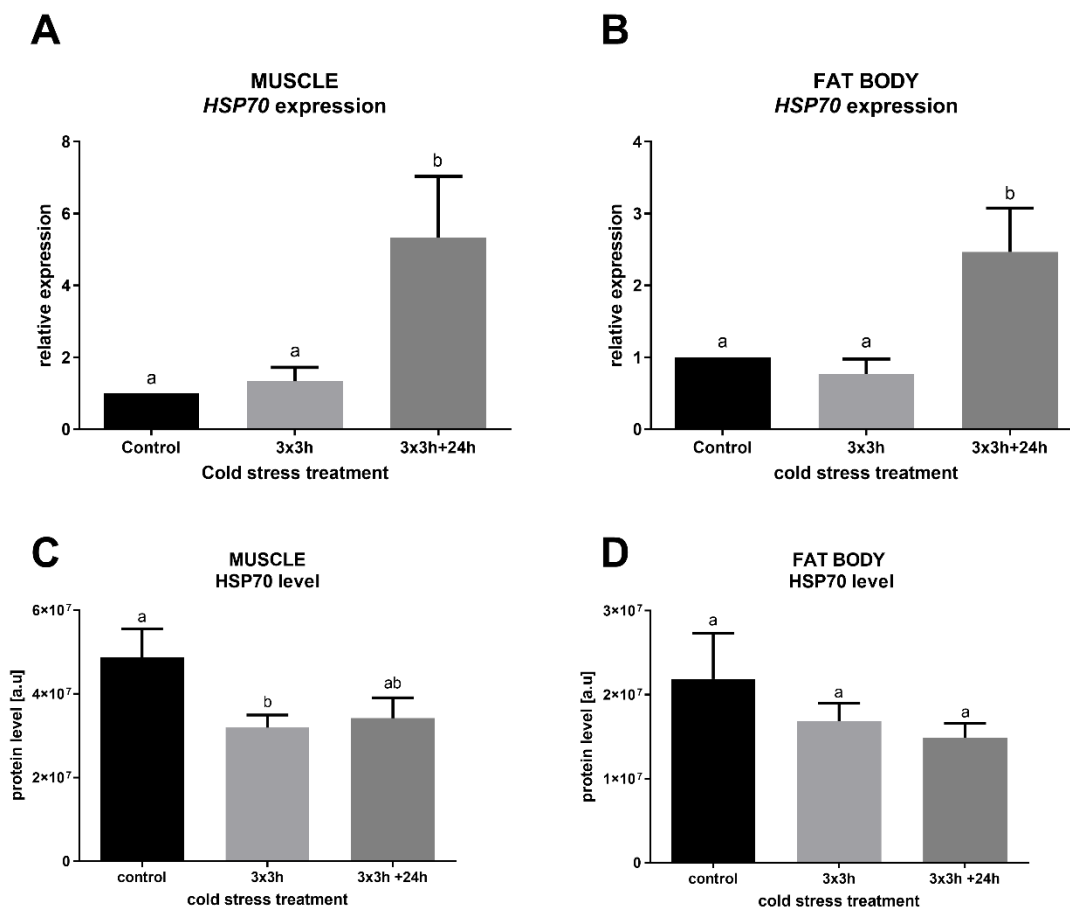 A
MUSCLE
HSP70 expression
relative expression
8
6
4
2
0
a
a
b
Control
3x3h
3x3h+24h
Cold stress treatment
B
FAT BODY
HSP70 expression
relative expression
4
3
2
1
0
a
a
b
Control
3x3h
3x3h+24h
cold stress treatment
C
MUSCLE
HSP70 level
protein level [a.u]
6×10⁷
4×10⁷
2×10⁷
0
a
b
ab
control
3x3h
3x3h +24h
cold stress treatment
D
FAT BODY
HSP70 level
protein level [a.u]
3×10⁷
2×10⁷
1×10⁷
0
a
a
a
control
3x3h
3x3h +24h
cold stress treatment